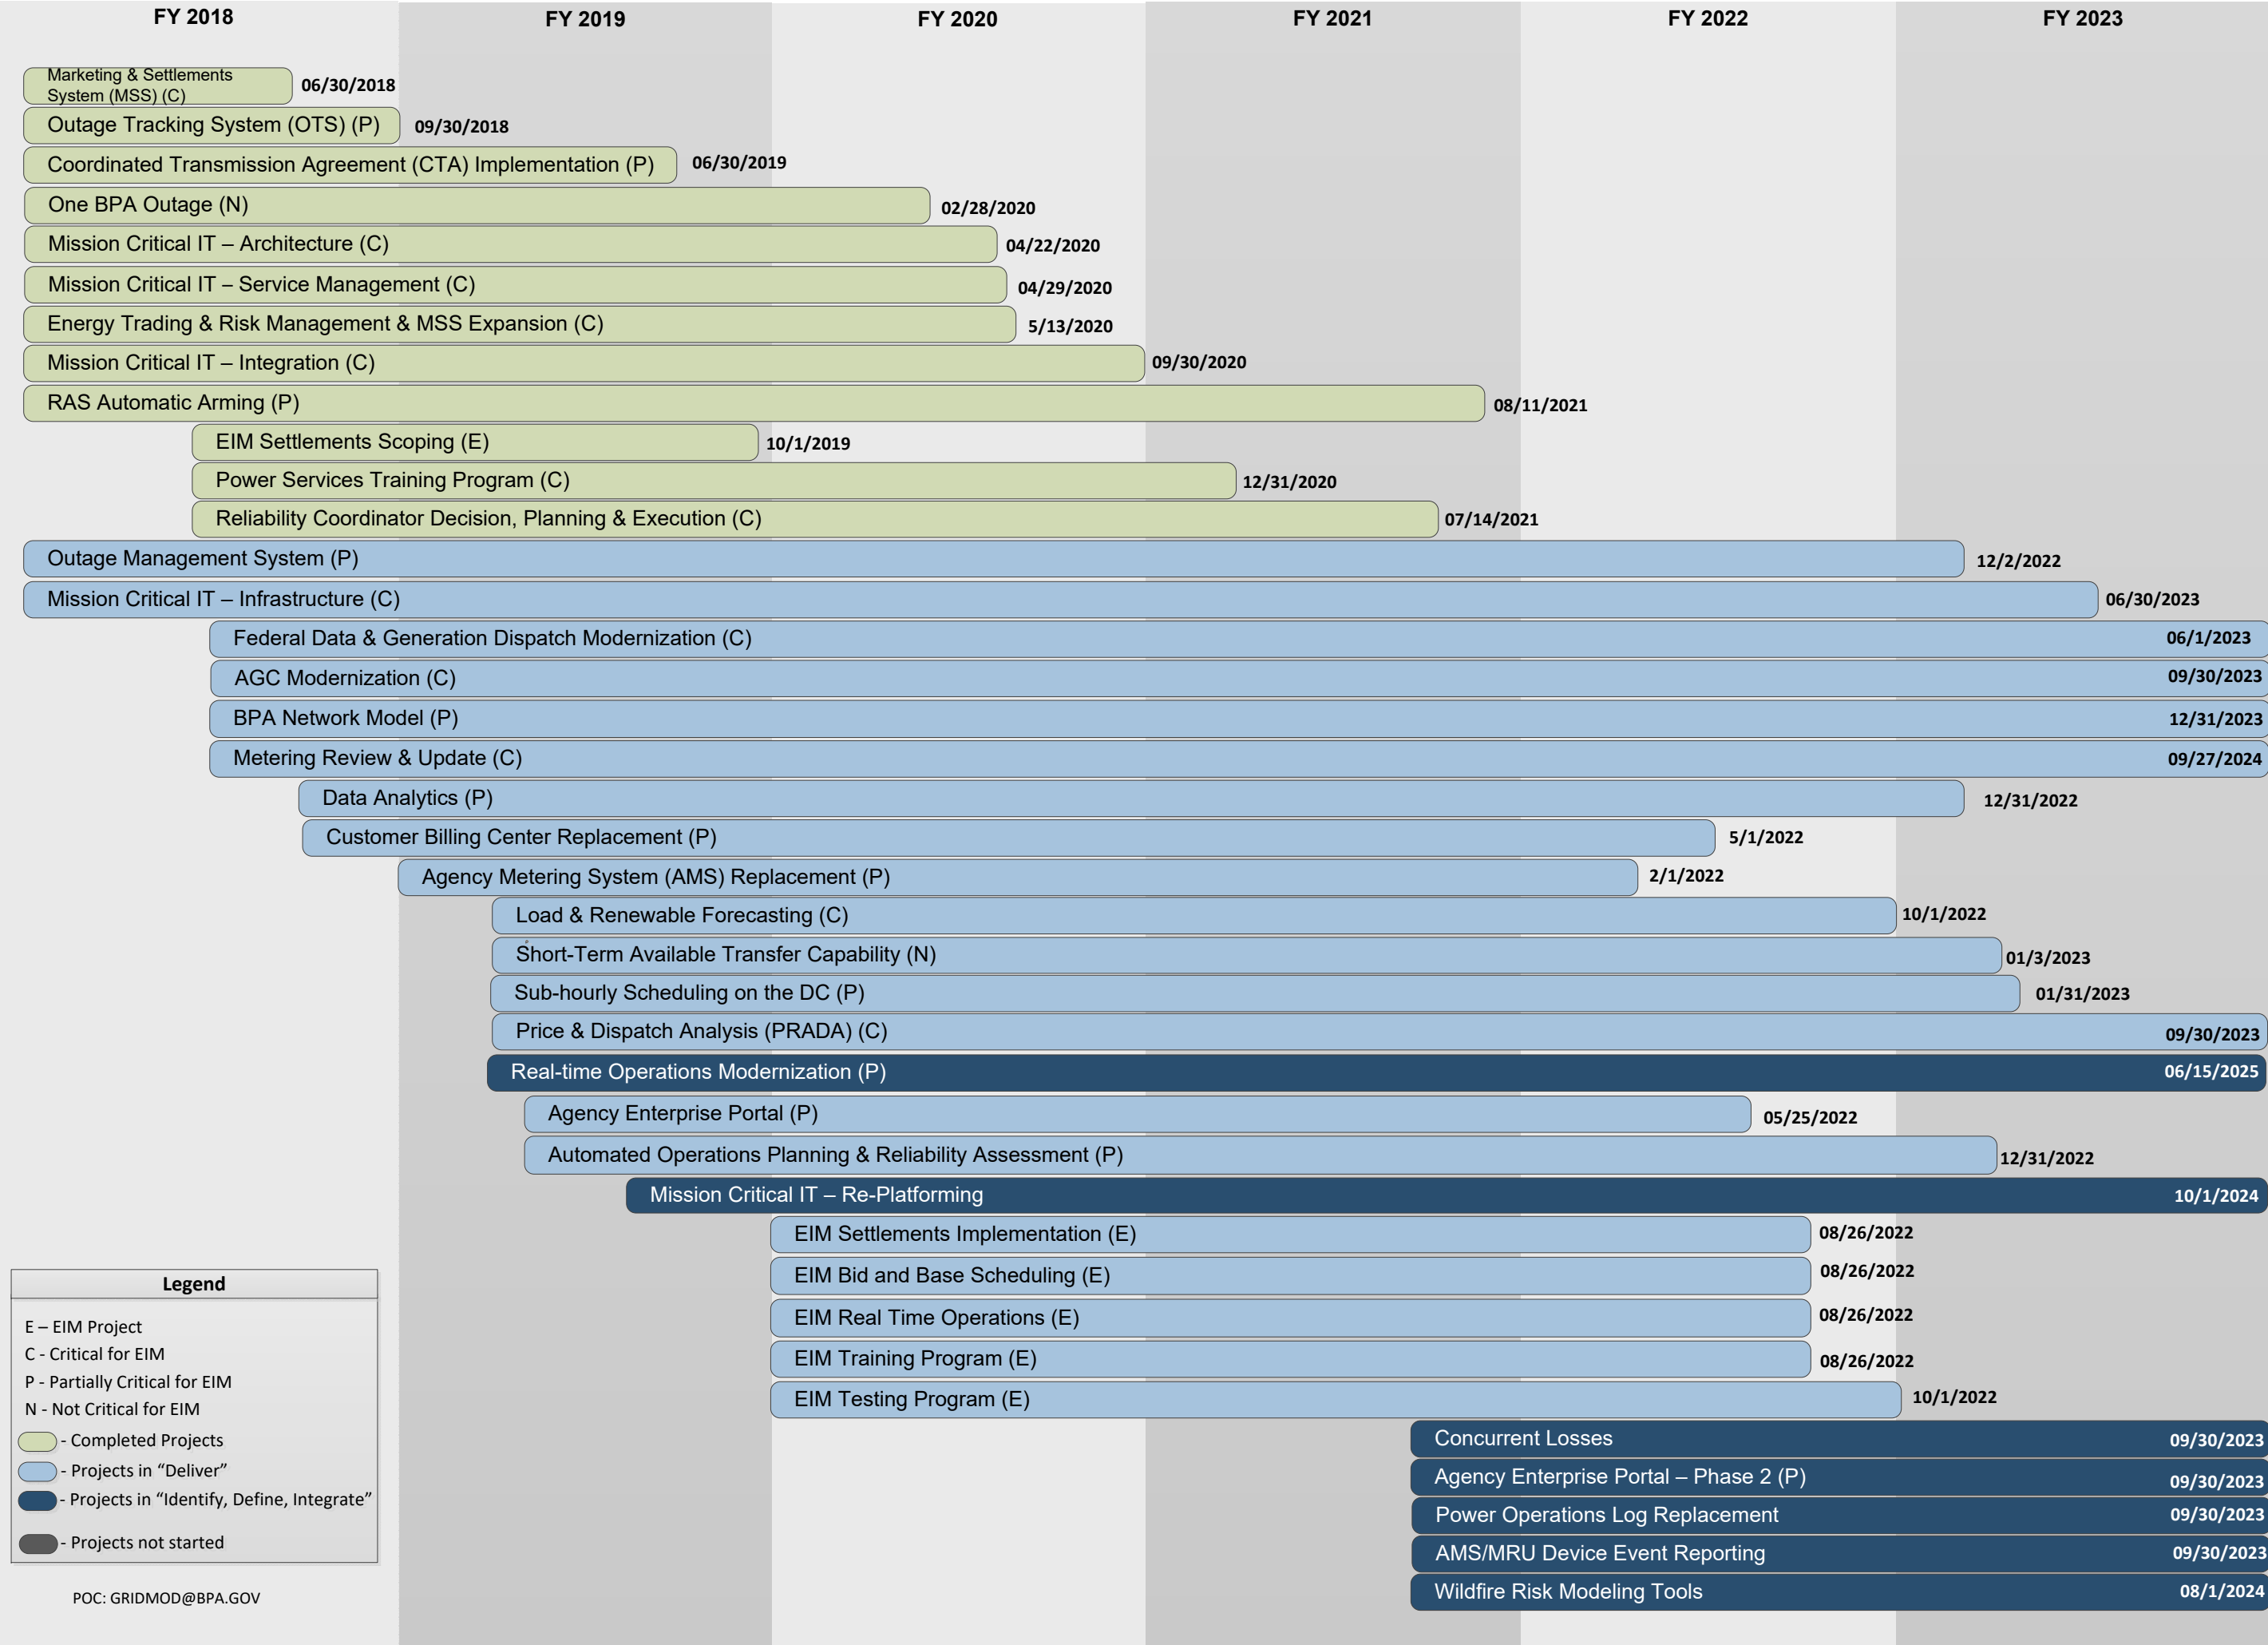 FY 2018 FY 2019 FY 2020 FY 2021 FY 2022 FY 2023
Marketing & Settlements
System (MSS) (C) 06/30/2018
Outage Tracking System (OTS) (P) 09/30/2018
Coordinated Transmission Agreement (CTA) Implementation (P) 06/30/2019
One BPA Outage (N) 02/28/2020
Mission Critical IT – Architecture (C) 04/22/2020
Mission Critical IT – Service Management (C) 04/29/2020
Energy Trading & Risk Management & MSS Expansion (C) 5/13/2020
Mission Critical IT – Integration (C) 09/30/2020
RAS Automatic Arming (P) 08/11/2021
EIM Settlements Scoping (E) 10/1/2019
Power Services Training Program (C) 12/31/2020
Reliability Coordinator Decision, Planning & Execution (C) 07/14/2021
Outage Management System (P) 12/2/2022
Mission Critical IT – Infrastructure (C) 06/30/2023
Federal Data & Generation Dispatch Modernization (C) 06/1/2023
AGC Modernization (C) 09/30/2023
BPA Network Model (P) 12/31/2023
Metering Review & Update (C) 09/27/2024
Data Analytics (P) 12/31/2022
Customer Billing Center Replacement (P) 5/1/2022
Agency Metering System (AMS) Replacement (P) 2/1/2022
Load & Renewable Forecasting (C) 10/1/2022
Short-Term Available Transfer Capability (N) 01/3/2023
Sub-hourly Scheduling on the DC (P) 01/31/2023
Price & Dispatch Analysis (PRADA) (C) 09/30/2023
Real-time Operations Modernization (P) 06/15/2025
Agency Enterprise Portal (P) 05/25/2022
Automated Operations Planning & Reliability Assessment (P) 12/31/2022
Mission Critical IT – Re-Platforming 10/1/2024
EIM Settlements Implementation (E) 08/26/2022
EIM Bid and Base Scheduling (E) 08/26/2022
EIM Real Time Operations (E) 08/26/2022
EIM Training Program (E) 08/26/2022
EIM Testing Program (E) 10/1/2022
Concurrent Losses 09/30/2023
Agency Enterprise Portal – Phase 2 (P) 09/30/2023
Power Operations Log Replacement 09/30/2023
AMS/MRU Device Event Reporting 09/30/2023
Wildfire Risk Modeling Tools 08/1/2024
Legend
E – EIM Project
C - Critical for EIM
P - Partially Critical for EIM
N - Not Critical for EIM
- Completed Projects
- Projects in “Deliver”
- Projects in “Identify, Define, Integrate”
- Projects not started
POC: GRIDMOD@BPA.GOV